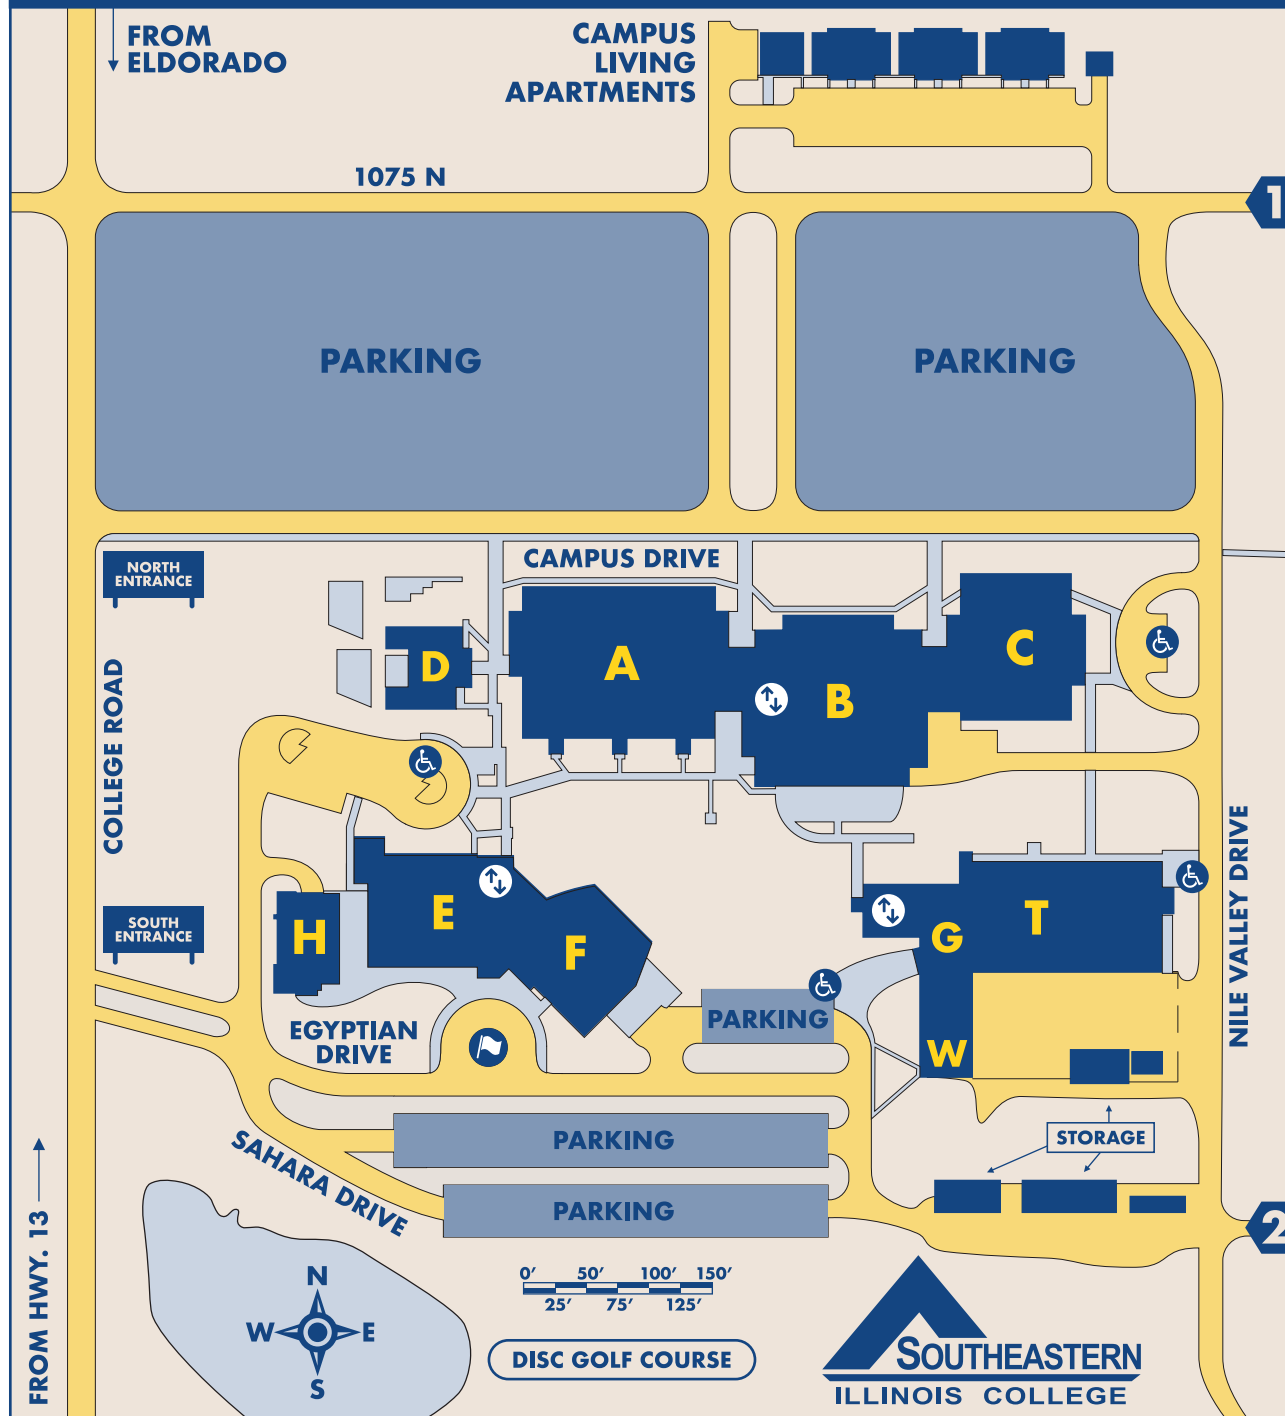 FROM
ELDORADO
CAMPUS
LIVING
APARTMENTS
1075 N
1
PARKING
PARKING
CAMPUS DRIVE
NORTH
ENTRANCE
COLLEGE ROAD
D
A
B
C
SOUTH
ENTRANCE
H
E
F
G
T
W
NILE VALLEY DRIVE
EGYPTIAN
DRIVE
PARKING
STORAGE
SAHARA DRIVE
PARKING
PARKING
2
FROM HWY. 13
N
W E
S
0' 50' 100' 150'
25' 75' 125'
DISC GOLF COURSE
SOUTHEASTERN
ILLINOIS COLLEGE